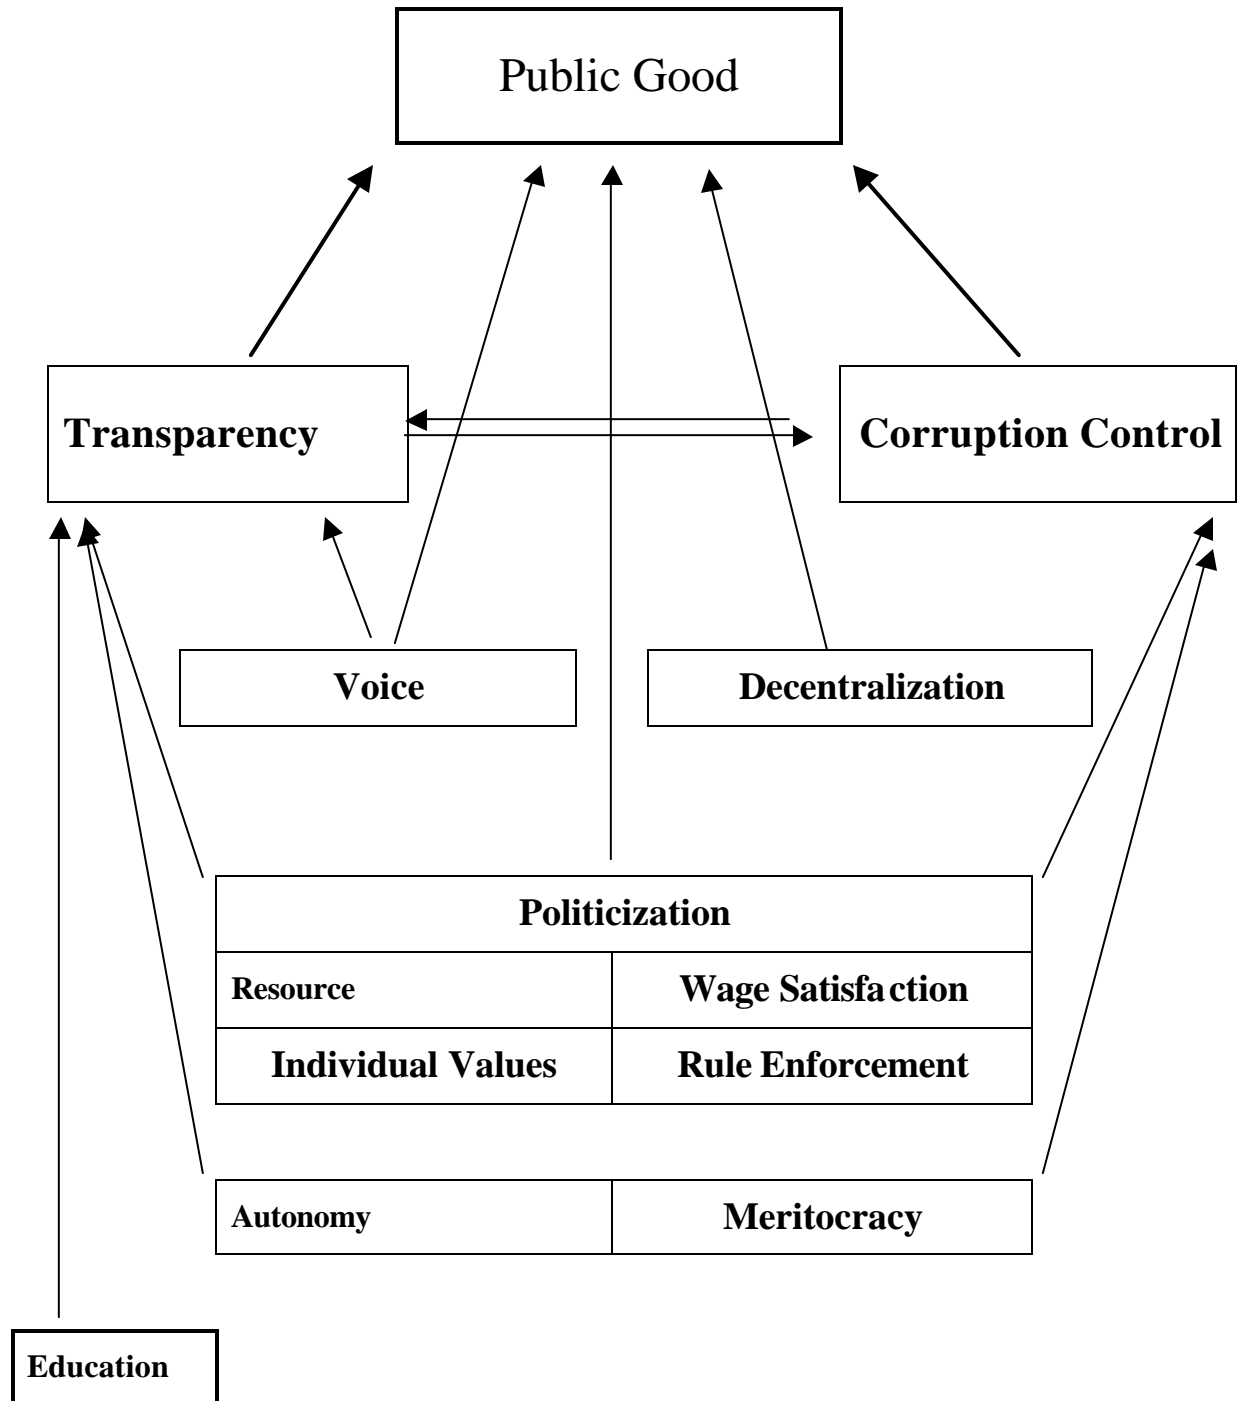 Public Good
Transparency
Corruption Control
Voice
Decentralization
Politicization
Resource
Wage Satisfaction
Individual Values
Rule Enforcement
Autonomy
Meritocracy
Education